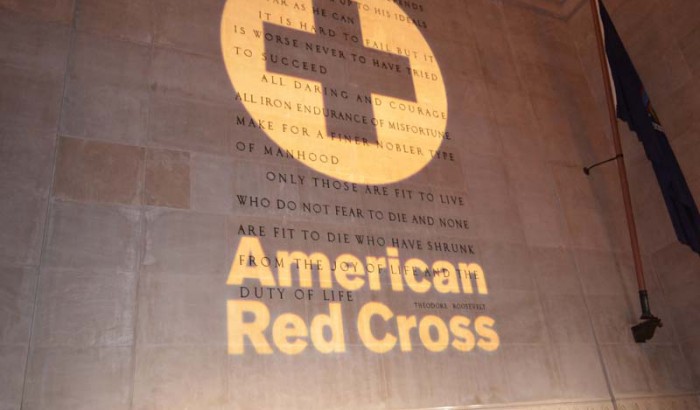 UP TO HIS IDEALS
FAR AS HE CAN
IT IS HARD TO FAIL BUT IT
IS WORSE NEVER TO HAVE TRIED
TO SUCCEED
ALL DARING AND COURAGE
ALL IRON ENDURANCE OF MISFORTUNE
MAKE FOR A FINER NOBLER TYPE
OF MANHOOD
ONLY THOSE ARE FIT TO LIVE
WHO DO NOT FEAR TO DIE AND NONE
ARE FIT TO DIE WHO HAVE SHRUNK
FROM THE JOY OF LIFE AND THE
DUTY OF LIFE
THEODORE ROOSEVELT
American
Red Cross